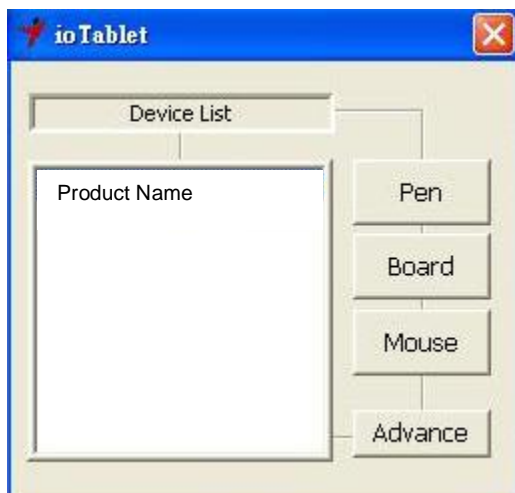 ioTablet
Device List
Product Name
Pen
Board
Mouse
Advance